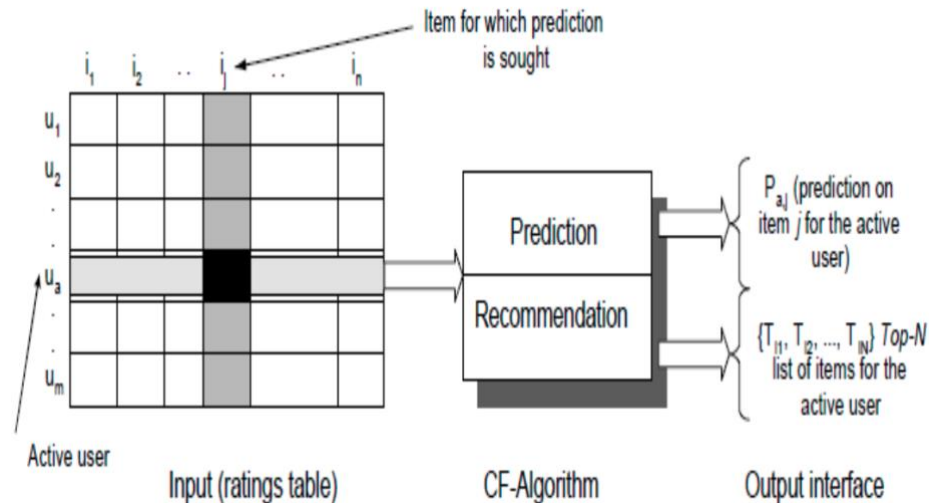 Item for which prediction
is sought
i1 i2 . . ij . . in
u1
u2
.
.
ua
.
.
um
Active user
Input (ratings table)
Prediction
Recommendation
CF-Algorithm
Pa,j (prediction on
item j for the active
user)
{Ti1, Ti2, ..., TiN} Top-N
list of items for the
active user
Output interface